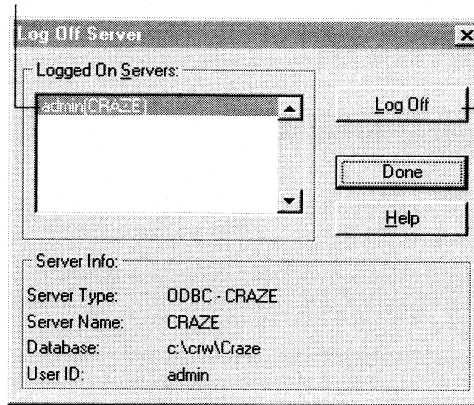 Log Off Server
Logged On Servers:
admin(CRAZE)
Log Off
Done
Help
Server Info:
Server Type: ODBC - CRAZE
Server Name: CRAZE
Database: c:\crw\Craze
User ID: admin